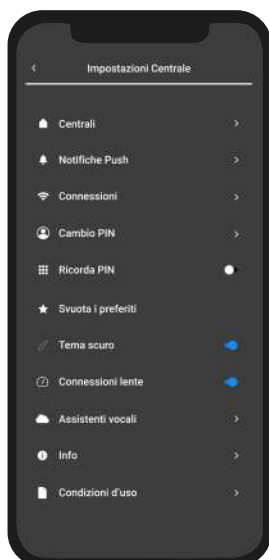 Impostazioni Centrale
Centrali
Notifiche Push
Connessioni
Cambio PIN
Ricorda PIN
Svuota i preferiti
Tema scuro
Connessioni lente
Assistenti vocali
Info
Condizioni d'uso